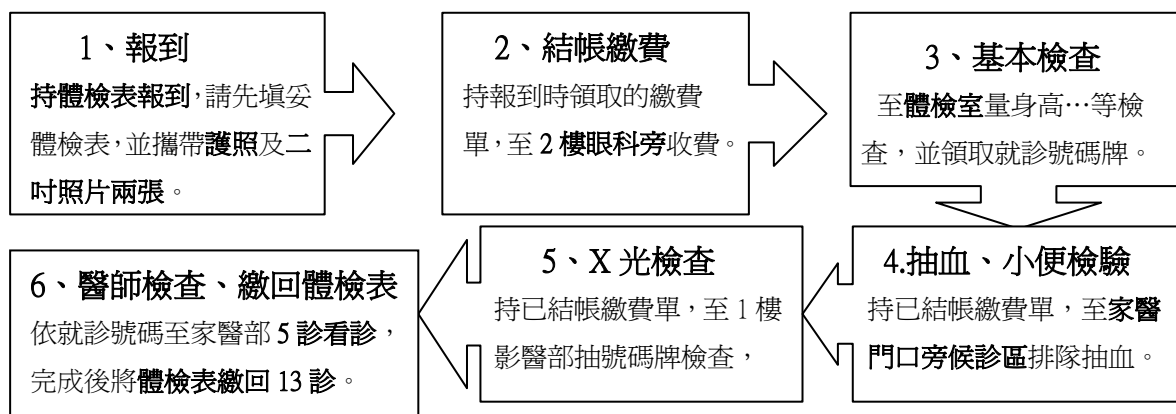 1、報到
持體檢表報到,請先填妥
體檢表,並攜帶護照及二
吋照片兩張。
2、結帳繳費
持報到時領取的繳費
單,至 2 樓眼科旁收費。
3、基本檢查
至體檢室量身高…等檢
查,並領取就診號碼牌。
4.抽血、小便檢驗
持已結帳繳費單,至家醫
門口旁候診區排隊抽血。
5、X 光檢查
持已結帳繳費單,至 1 樓
影醫部抽號碼牌檢查,
6、醫師檢查、繳回體檢表
依就診號碼至家醫部 5 診看診,
完成後將體檢表繳回 13 診。